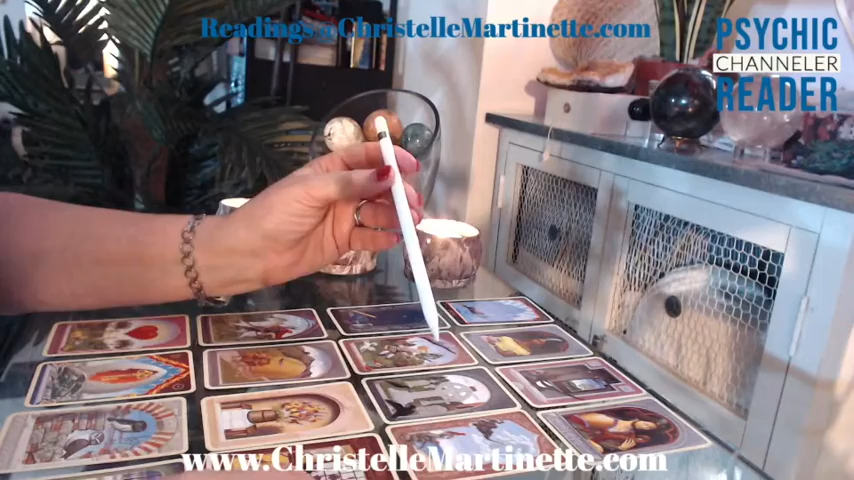 Readings@ChristelleMartinette.com
PSYCHIC
CHANNELER
READER
www.ChristelleMartinette.com